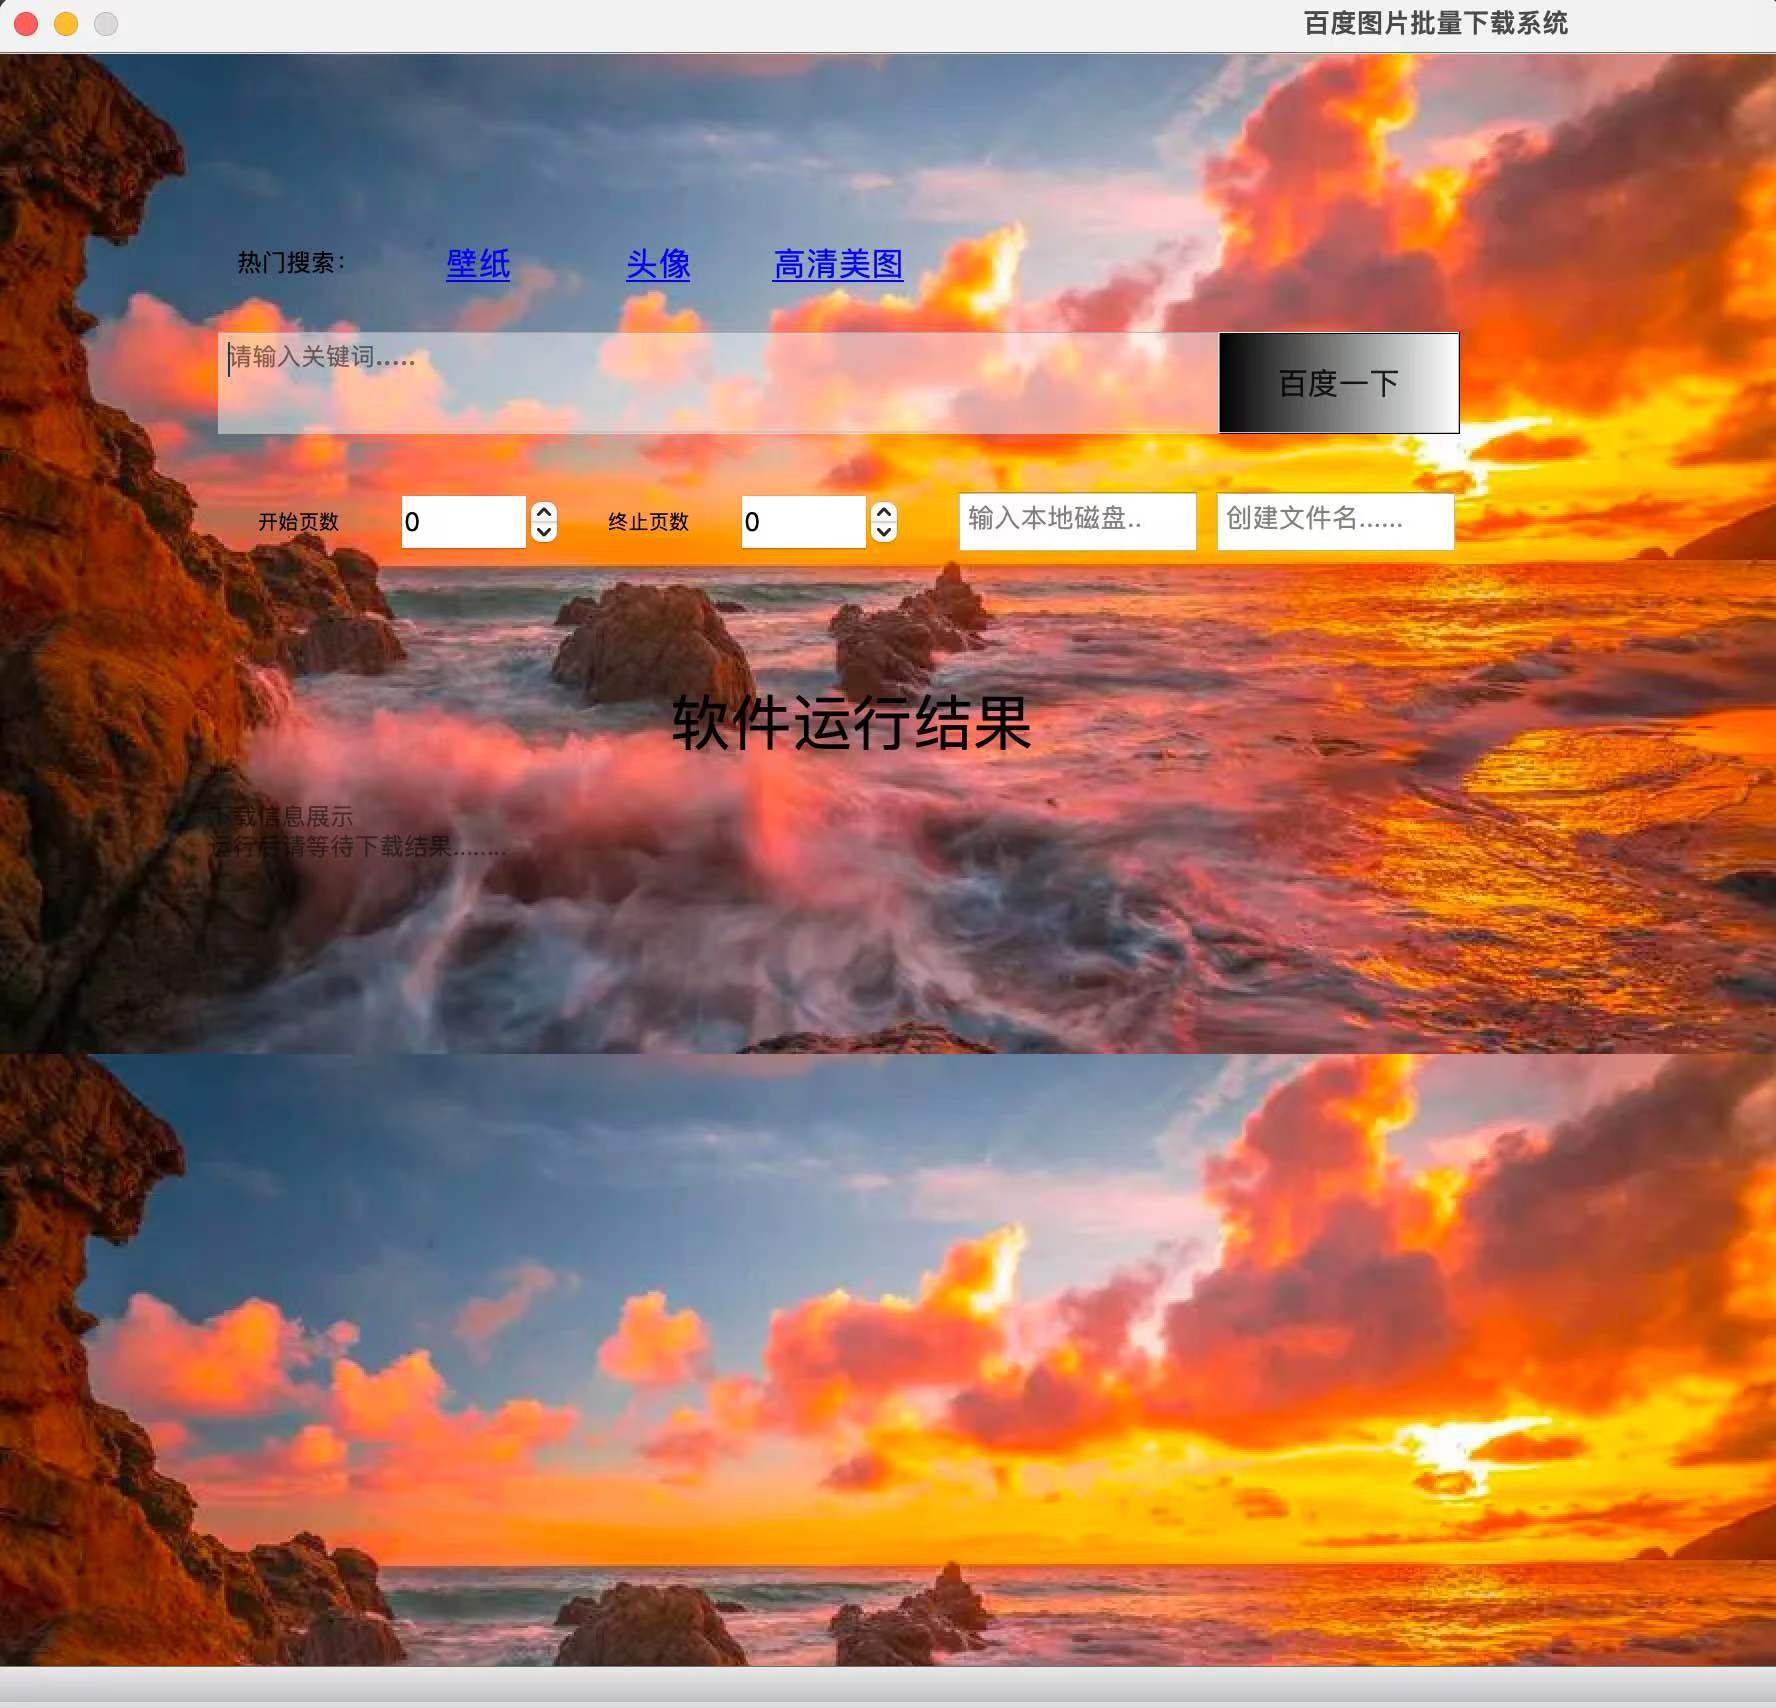 百度图片批量下载系统
热门搜索： 壁纸 头像 高清美图
请输入关键词..... 百度一下
开始页数 0 终止页数 0 输入本地磁盘.. 创建文件名......
软件运行结果
下载信息展示
运行后请等待下载结果........